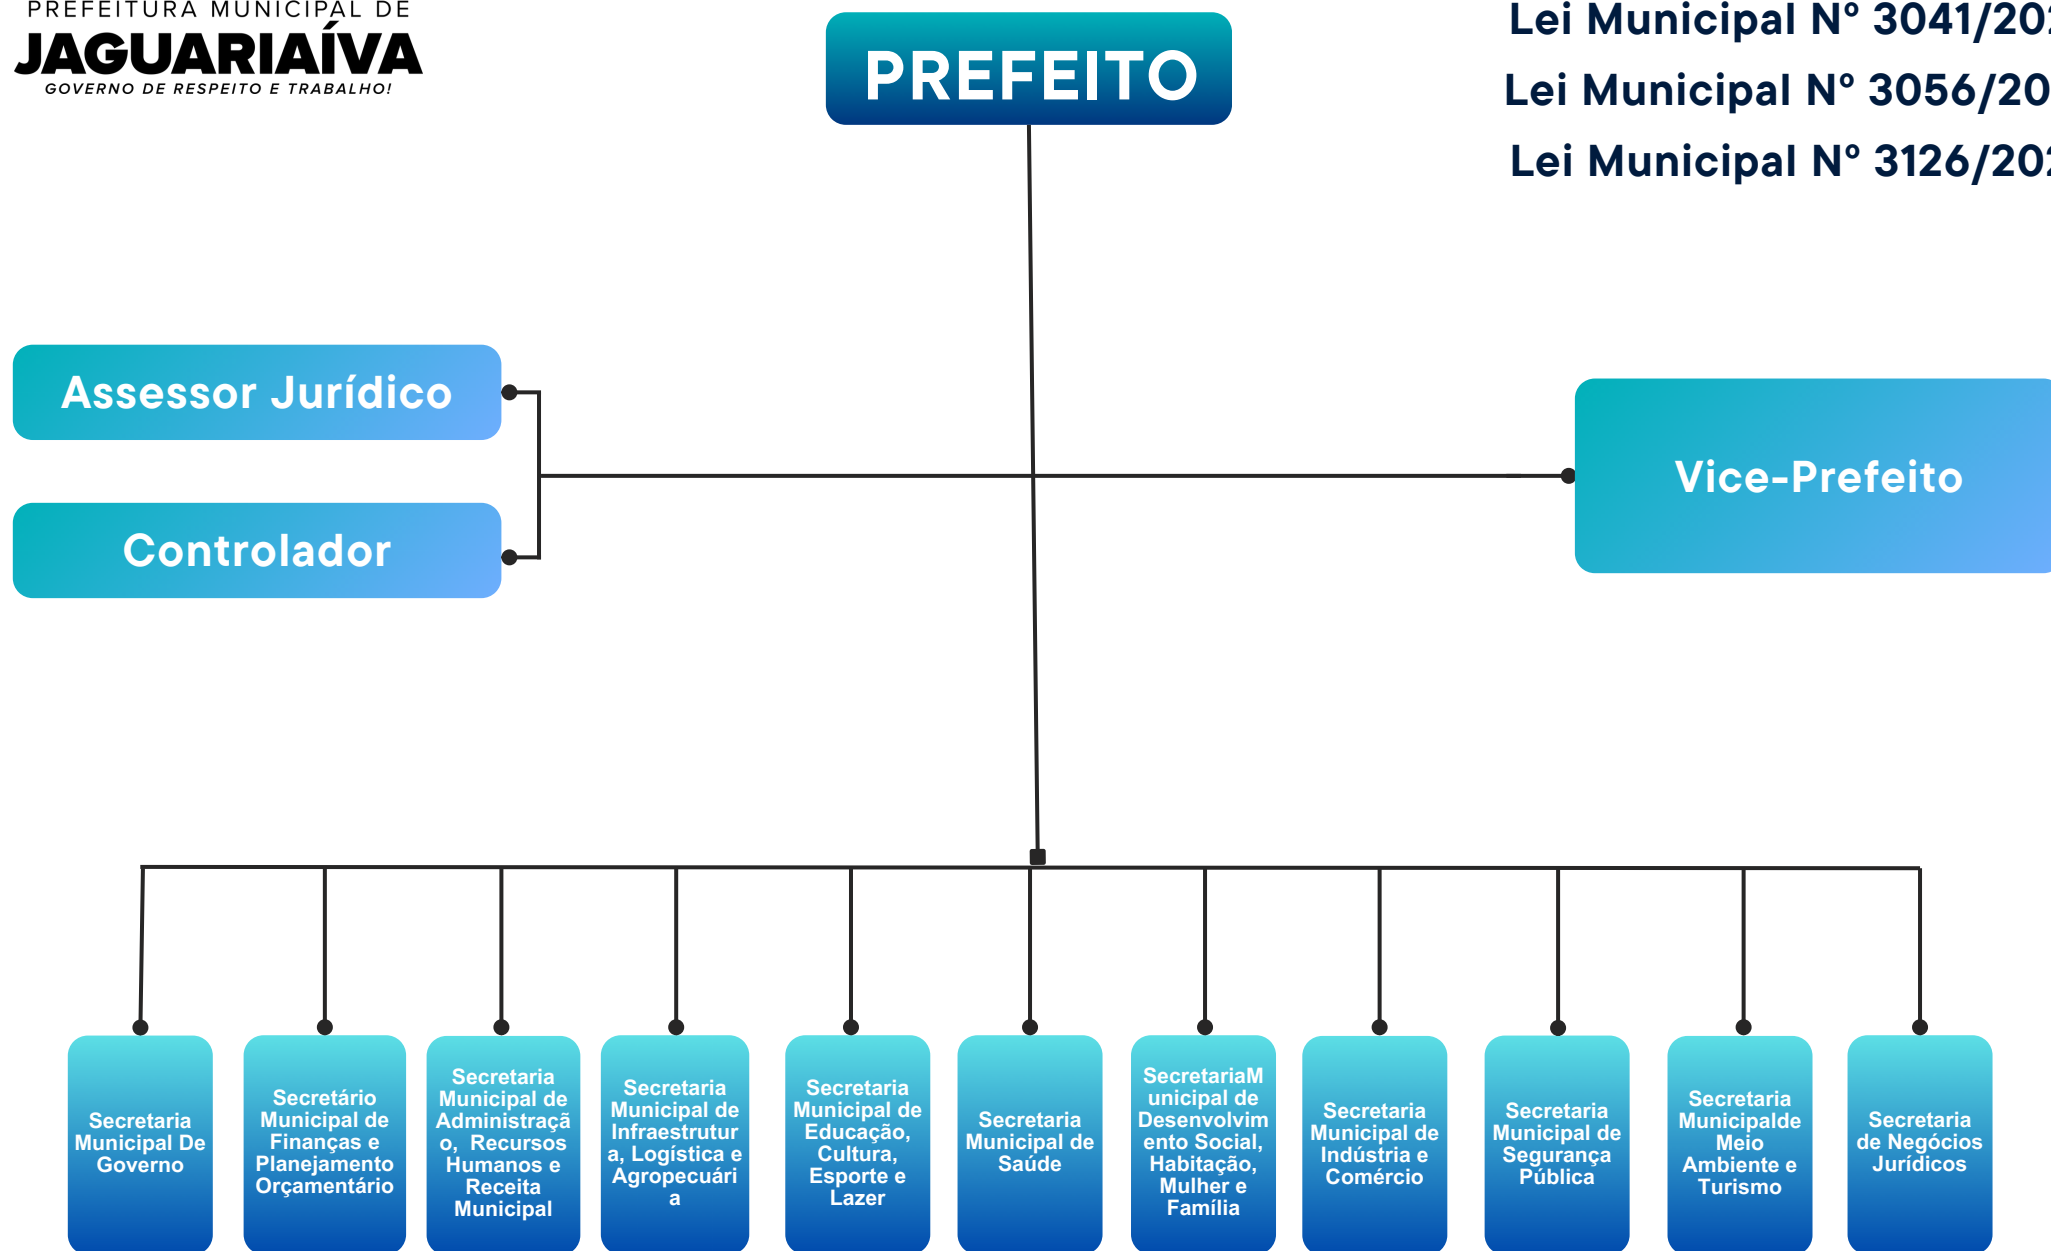 PREFEITURA MUNICIPAL DE
JAGUARIAÍVA
GOVERNO DE RESPEITO E TRABALHO!
PREFEITO
Lei Municipal Nº 3041/202
Lei Municipal Nº 3056/20
Lei Municipal Nº 3126/202
Assessor Jurídico
Controlador
Vice-Prefeito
Secretaria
Municipal De
Governo
Secretário
Municipal de
Finanças e
Planejamento
Orçamentário
Secretaria
Municipal de
Administraçã
o, Recursos
Humanos e
Receita
Municipal
Secretaria
Municipal de
Infraestrutur
a, Logística e
Agropecuári
a
Secretaria
Municipal de
Educação,
Cultura,
Esporte e
Lazer
Secretaria
Municipal de
Saúde
SecretariaM
unicipal de
Desenvolvim
ento Social,
Habitação,
Mulher e
Família
Secretaria
Municipal de
Indústria e
Comércio
Secretaria
Municipal de
Segurança
Pública
Secretaria
Municipalde
Meio
Ambiente e
Turismo
Secretaria
de Negócios
Jurídicos